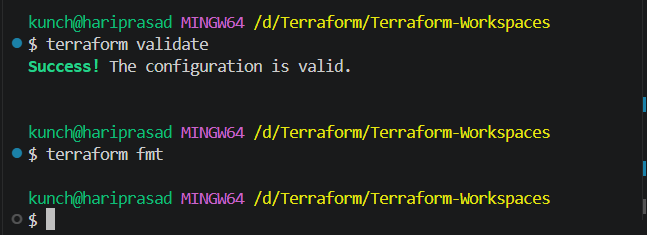 kunch@hariprasad MINGW64 /d/Terraform/Terraform-Workspaces
$ terraform validate
Success! The configuration is valid.
kunch@hariprasad MINGW64 /d/Terraform/Terraform-Workspaces
$ terraform fmt
kunch@hariprasad MINGW64 /d/Terraform/Terraform-Workspaces
$